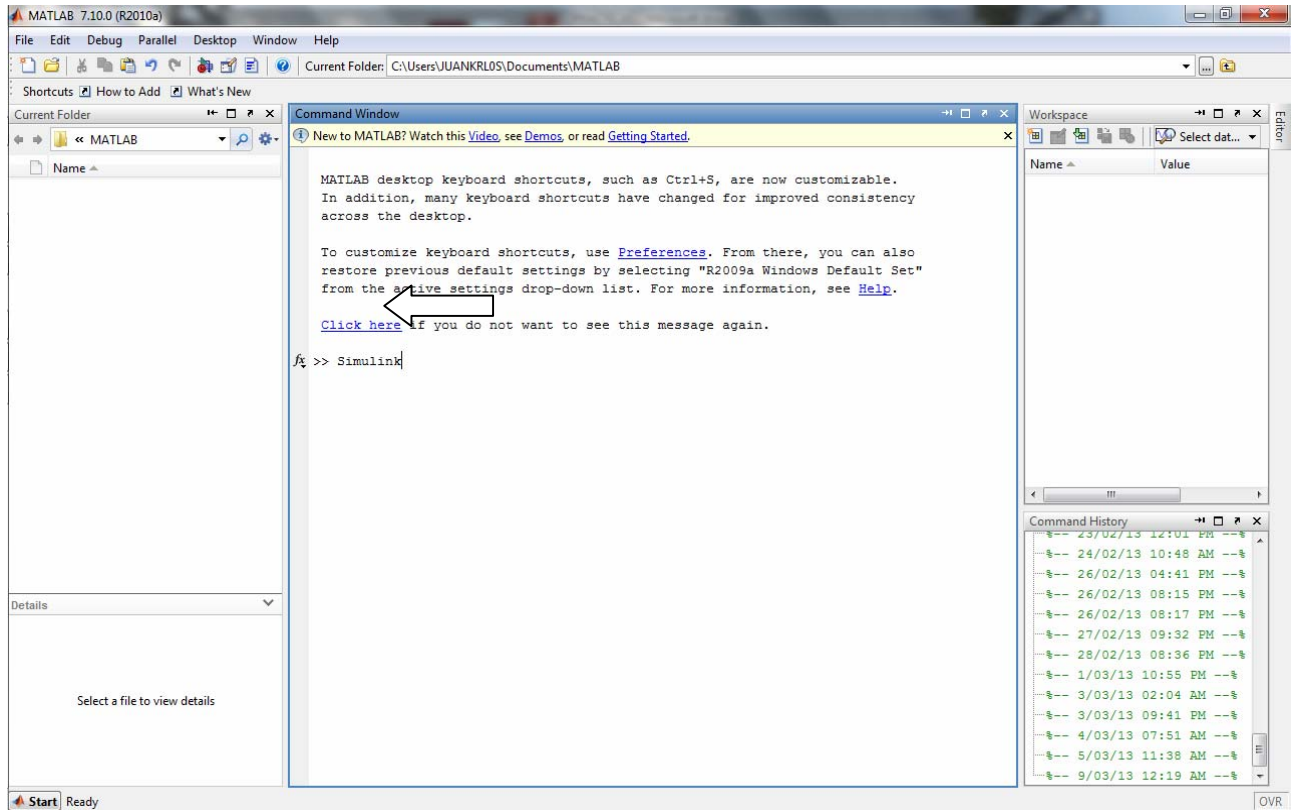 MATLAB 7.10.0 (R2010a)
File Edit Debug Parallel Desktop Window Help
Current Folder: C:\Users\JUANKRL0S\Documents\MATLAB
Shortcuts How to Add What's New
Current Folder
« MATLAB
Name
Details
Select a file to view details
Command Window
New to MATLAB? Watch this Video, see Demos, or read Getting Started.
MATLAB desktop keyboard shortcuts, such as Ctrl+S, are now customizable.
In addition, many keyboard shortcuts have changed for improved consistency
across the desktop.
To customize keyboard shortcuts, use Preferences. From there, you can also
restore previous default settings by selecting "R2009a Windows Default Set"
from the active settings drop-down list. For more information, see Help.
Click here if you do not want to see this message again.
fx >> Simulink
Workspace
Select dat...
Name Value
Command History
%-- 23/02/13 12:01 PM --%
%-- 24/02/13 10:48 AM --%
%-- 26/02/13 04:41 PM --%
%-- 26/02/13 08:15 PM --%
%-- 26/02/13 08:17 PM --%
%-- 27/02/13 09:32 PM --%
%-- 28/02/13 08:36 PM --%
%-- 1/03/13 10:55 PM --%
%-- 3/03/13 02:04 AM --%
%-- 3/03/13 09:41 PM --%
%-- 4/03/13 07:51 AM --%
%-- 5/03/13 11:38 AM --%
%-- 9/03/13 12:19 AM --%
Editor
Start Ready
OVR